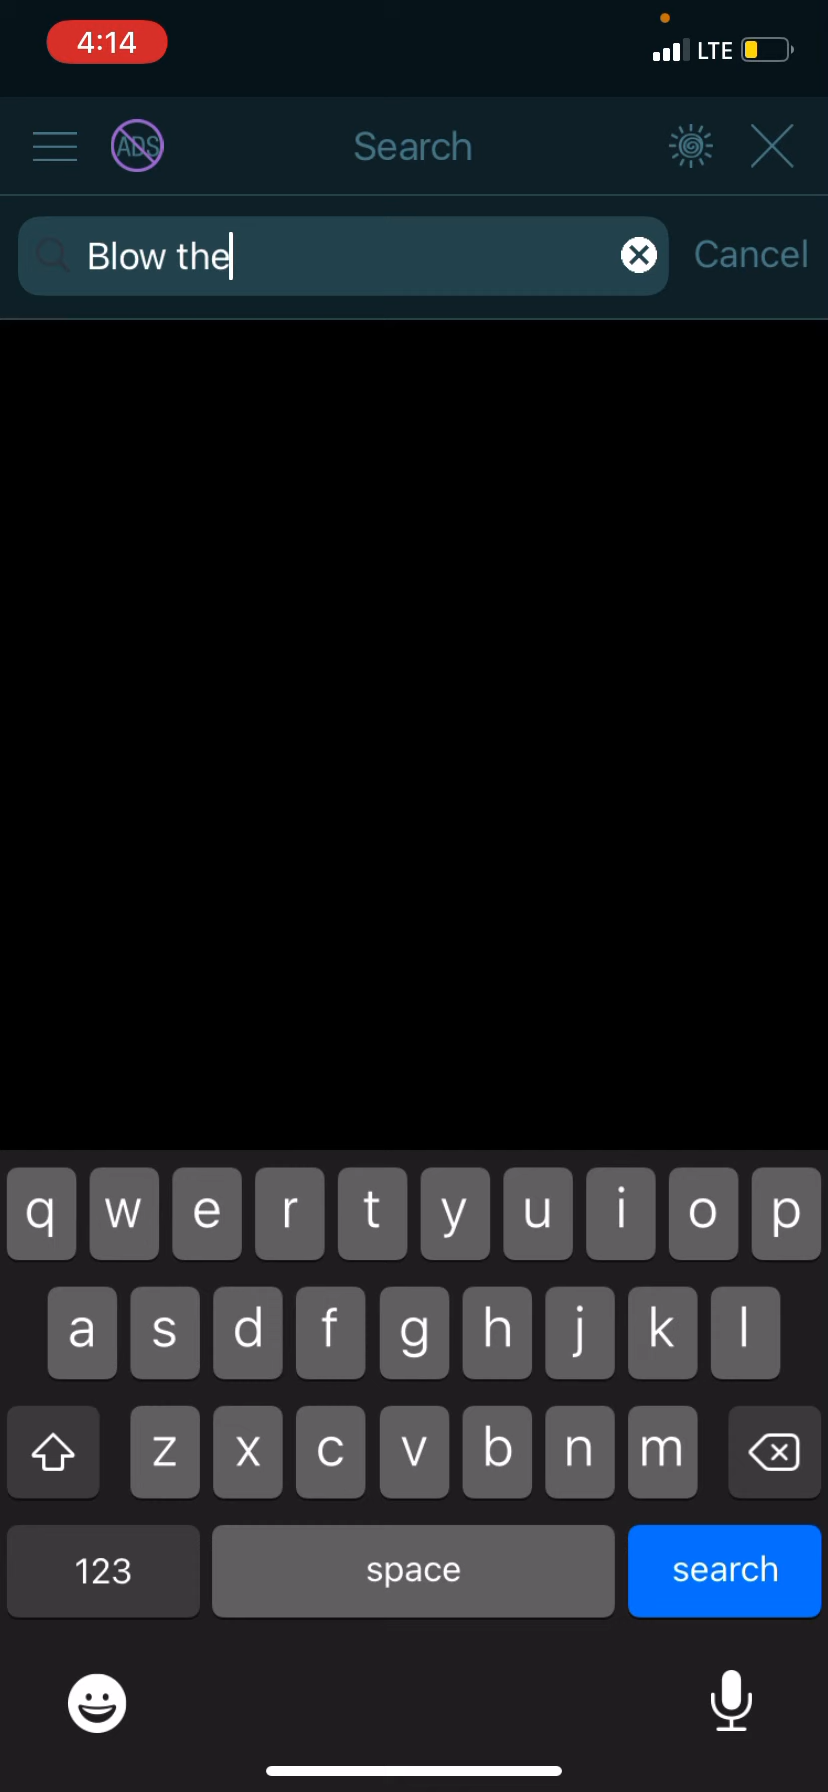 4:14
LTE
ADS
Search
Blow the
Cancel
q w e r t y u i o p
a s d f g h j k l
z x c v b n m
123 space search